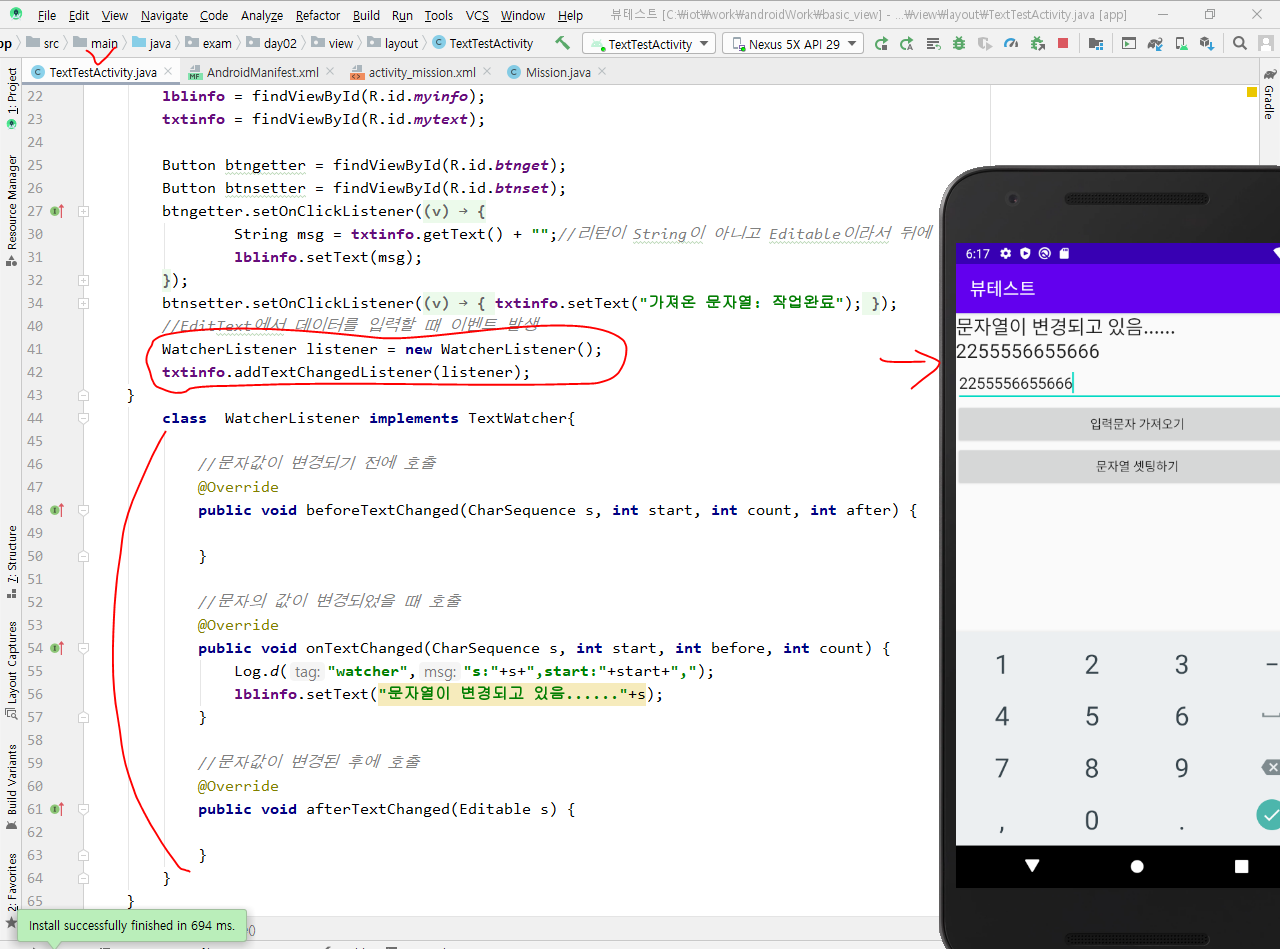 File Edit View Navigate Code Analyze Refactor Build Run Tools VCS Window Help 뷰테스트 [C:₩iot₩work₩androidWork₩basic_view] - ...₩view₩layout₩TextTestActivity.java [app]
pp src main java exam day02 view layout TextTestActivity TextTestActivity Nexus 5X API 29
TextTestActivity.java AndroidManifest.xml activity_mission.xml Mission.java
1: Project
Resource Manager
7: Structure
Layout Captures
Build Variants
2: Favorites
Gradle
22 lblinfo = findViewById(R.id.myinfo);
23 txtinfo = findViewById(R.id.mytext);
24
25 Button btngetter = findViewById(R.id.btnget);
26 Button btnsetter = findViewById(R.id.btnset);
27 btngetter.setOnClickListener((v) → {
30 String msg = txtinfo.getText() + "";//리턴이 String이 아니고 Editable이라서 뒤에
31 lblinfo.setText(msg);
32 });
34 btnsetter.setOnClickListener((v) → { txtinfo.setText("가져온 문자열: 작업완료"); });
40 //EditText에서 데이터를 입력할 때 이벤트 발생
41 WatcherListener listener = new WatcherListener();
42 txtinfo.addTextChangedListener(listener);
43 }
44 class WatcherListener implements TextWatcher{
45
46 //문자값이 변경되기 전에 호출
47 @Override
48 public void beforeTextChanged(CharSequence s, int start, int count, int after) {
49
50 }
51
52 //문자의 값이 변경되었을 때 호출
53 @Override
54 public void onTextChanged(CharSequence s, int start, int before, int count) {
55 Log.d( tag: "watcher", msg: "s:"+s+",start:"+start+",");
56 lblinfo.setText("문자열이 변경되고 있음......"+s);
57 }
58
59 //문자값이 변경된 후에 호출
60 @Override
61 public void afterTextChanged(Editable s) {
62
63 }
64 }
65 }
Install successfully finished in 694 ms.
6:17
뷰테스트
문자열이 변경되고 있음......
2255556655666
2255556655666
입력문자 가져오기
문자열 셋팅하기
1 2 3 -
4 5 6
7 8 9
, 0 .